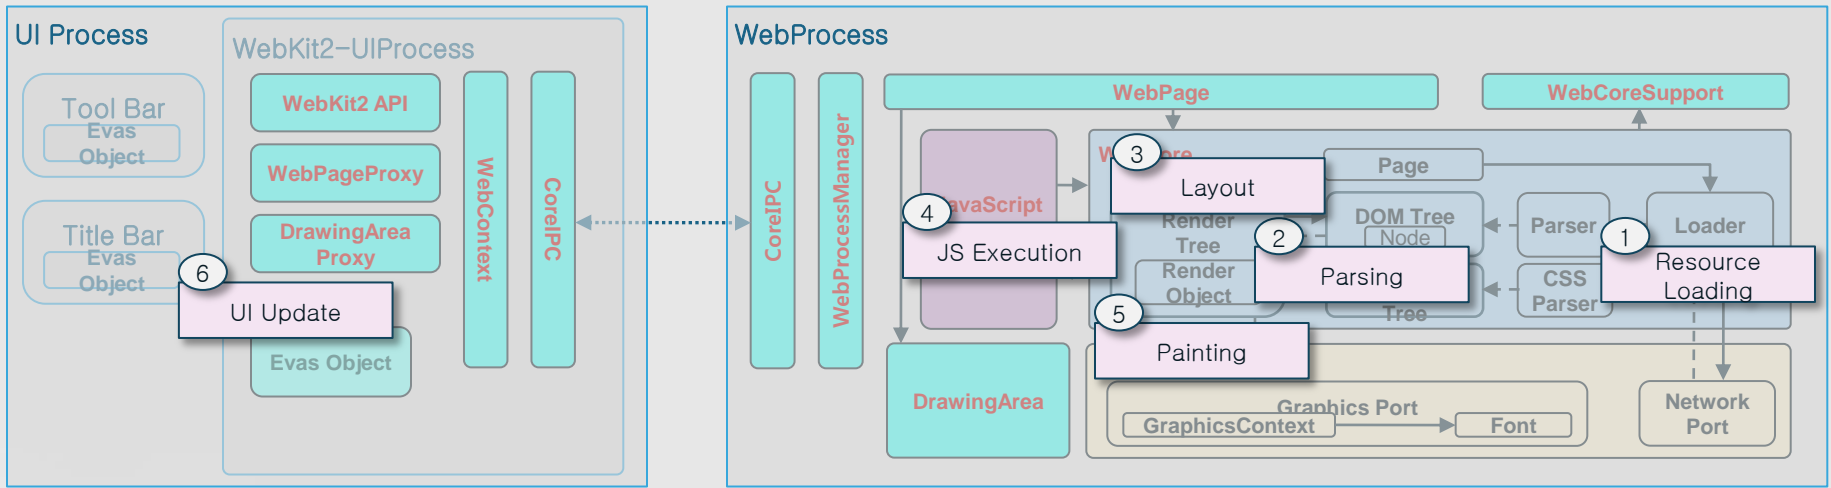 UI Process
WebKit2-UIProcess
Tool Bar
Evas
Object
Title Bar
Evas
Object
WebKit2 API
WebPageProxy
DrawingArea
Proxy
WebContext
CoreIPC
6
UI Update
Evas Object
WebProcess
CoreIPC
WebProcessManager
WebPage
WebCoreSupport
avaScript
W
ore
3
Layout
Page
4
JS Execution
Render
Tree
DOM Tree
Node
Parser
Loader
2
Parsing
1
Resource
Loading
Render
Object
Tree
CSS
Parser
5
Painting
DrawingArea
Graphics Port
GraphicsContext
Font
Network
Port